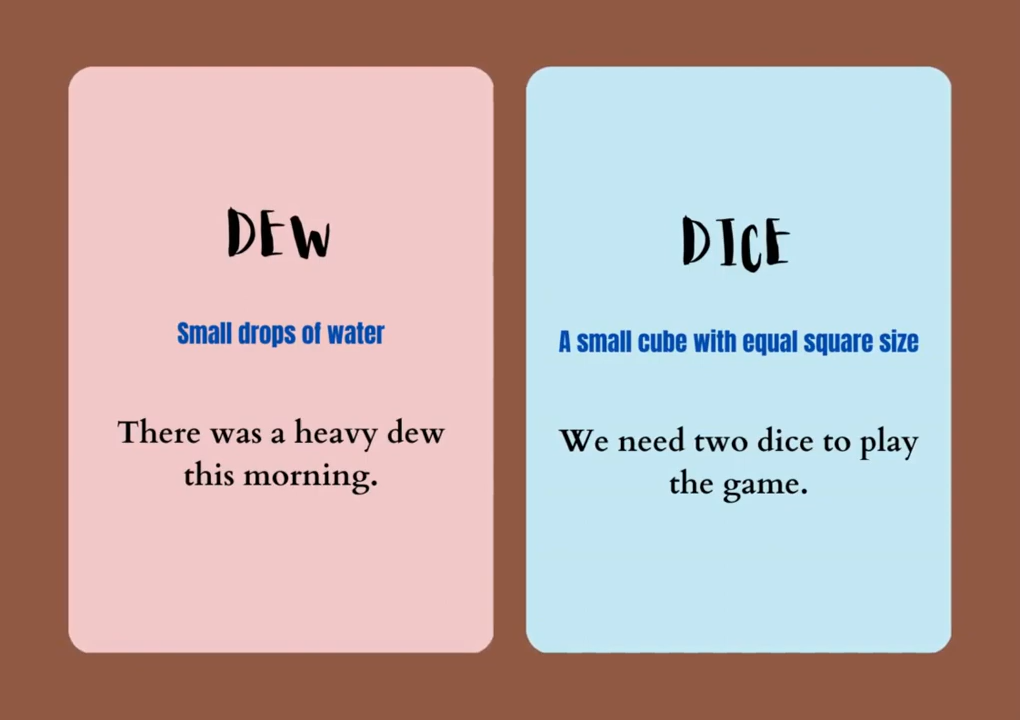 DEW
Small drops of water
There was a heavy dew
this morning.
DICE
A small cube with equal square size
We need two dice to play
the game.